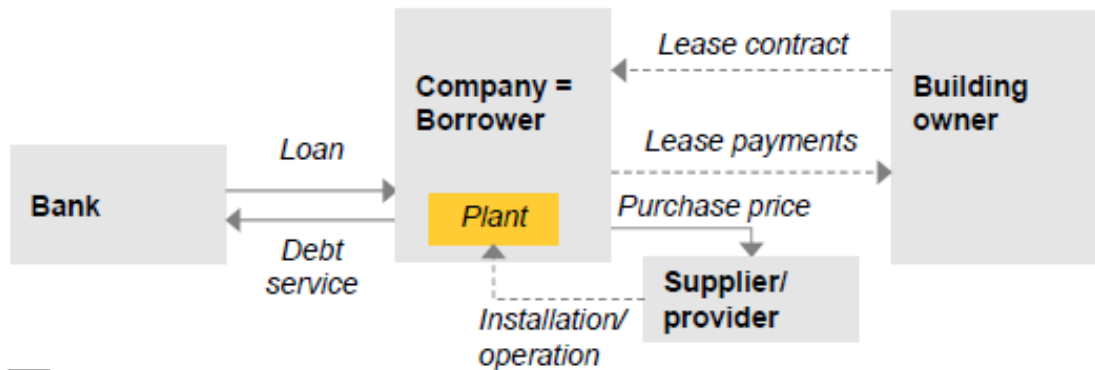 Lease contract
Company =
Borrower
Building
owner
Loan
Lease payments
Bank
Plant
Purchase price
Debt
service
Supplier/
provider
Installation/
operation